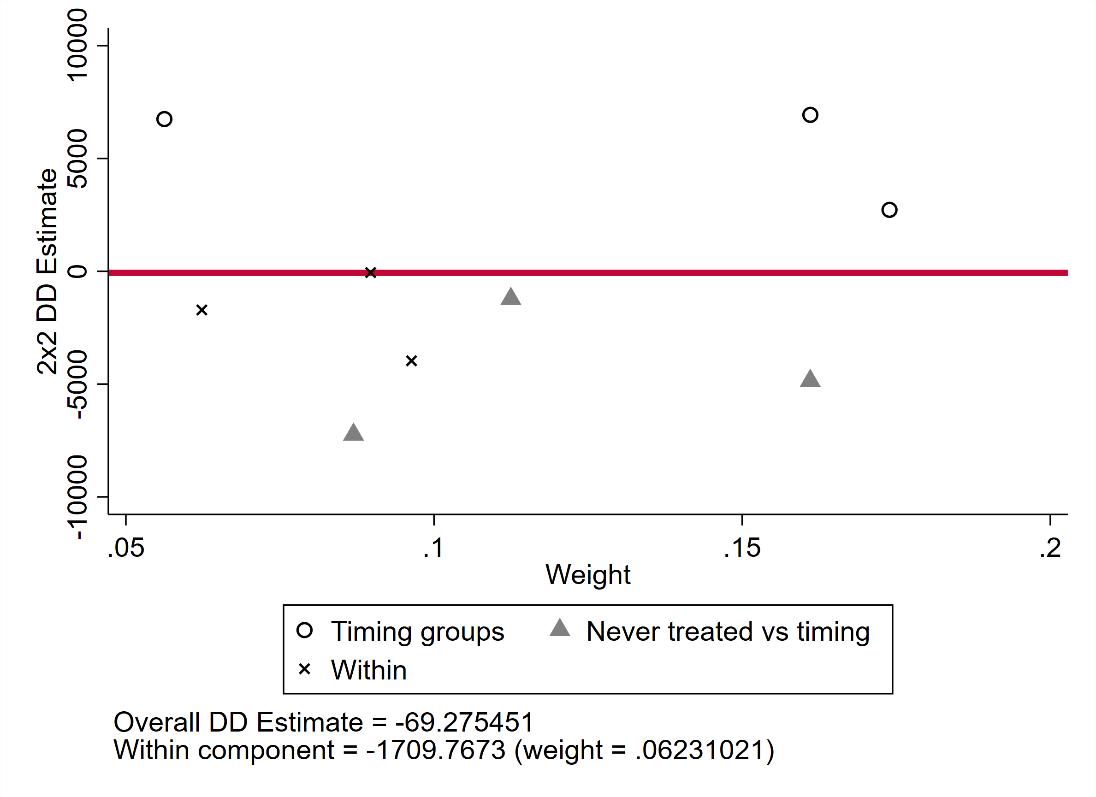 10000
5000
0
-5000
-10000
2x2 DD Estimate
.05 .1 .15 .2
Weight
Timing groups Never treated vs timing
Within
Overall DD Estimate = -69.275451
Within component = -1709.7673 (weight = .06231021)